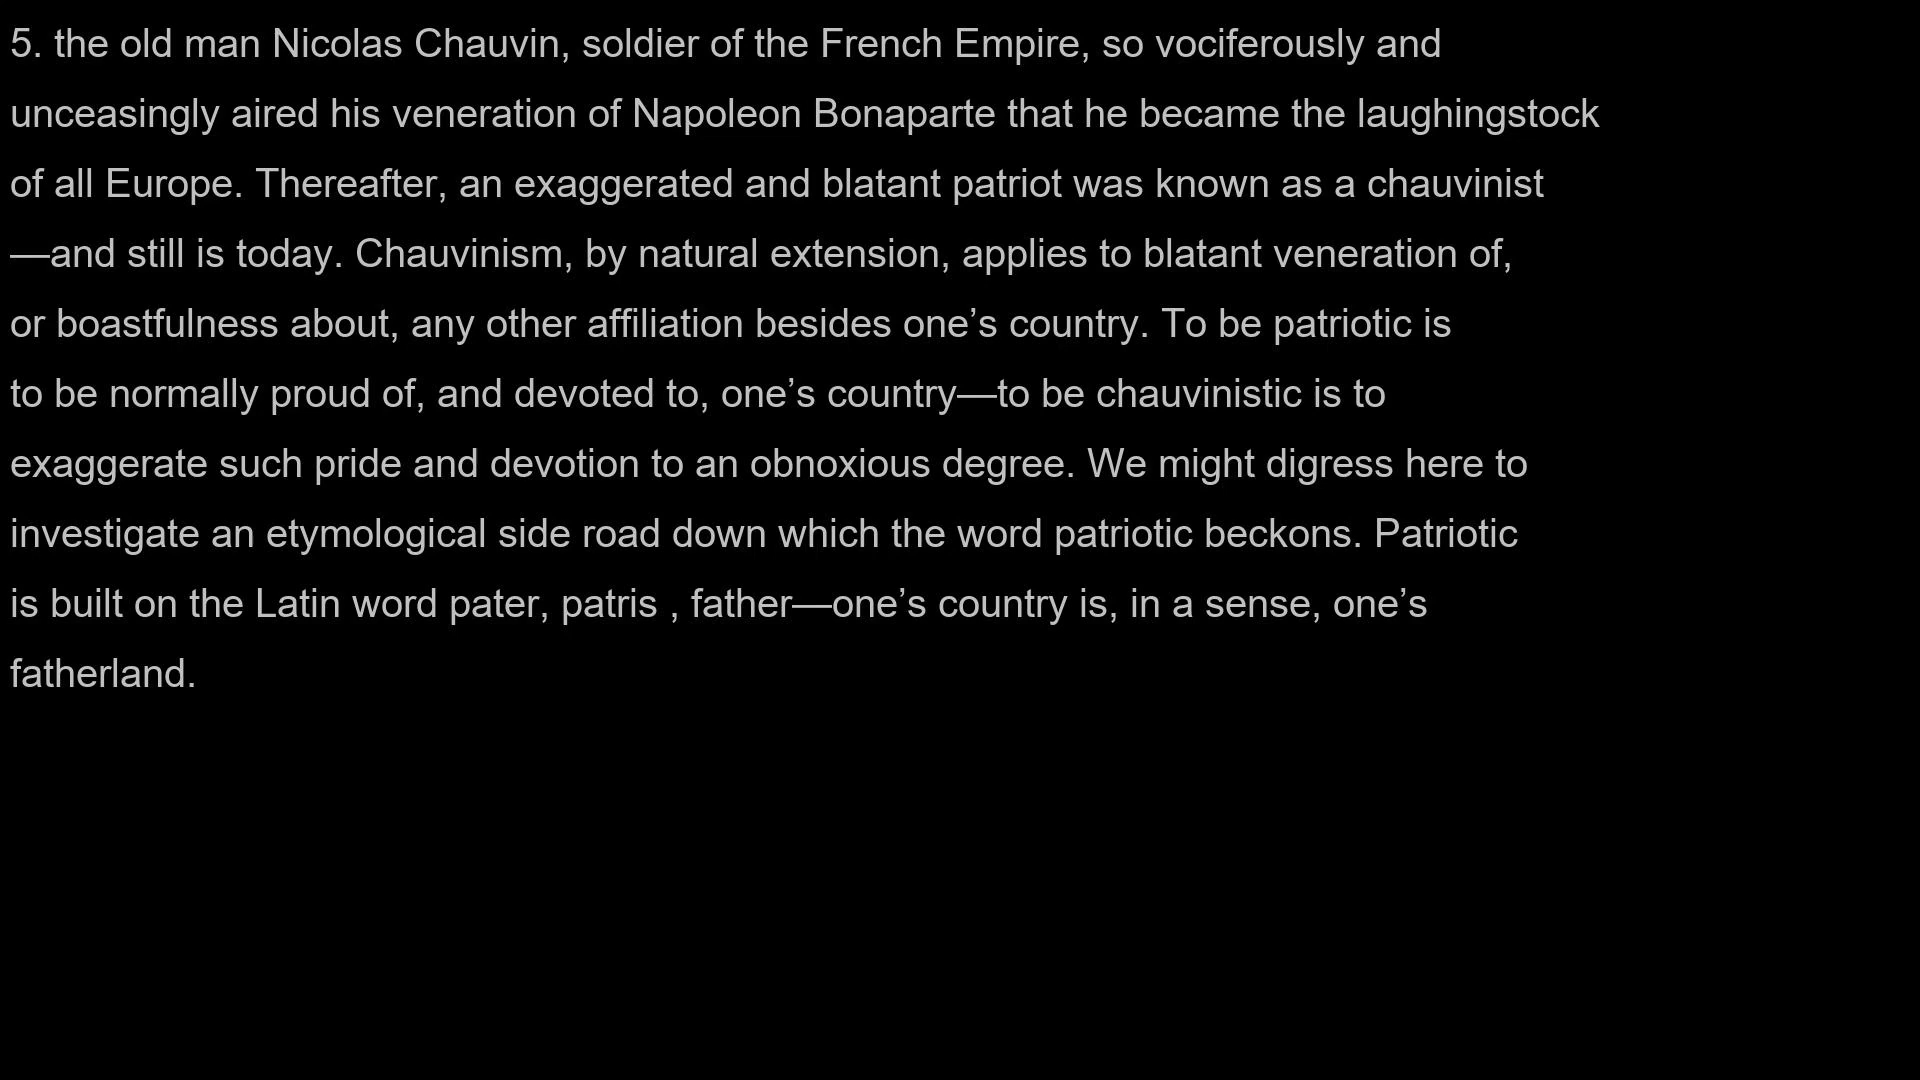 5. the old man Nicolas Chauvin, soldier of the French Empire, so vociferously and
unceasingly aired his veneration of Napoleon Bonaparte that he became the laughingstock
of all Europe. Thereafter, an exaggerated and blatant patriot was known as a chauvinist
—and still is today. Chauvinism, by natural extension, applies to blatant veneration of,
or boastfulness about, any other affiliation besides one’s country. To be patriotic is
to be normally proud of, and devoted to, one’s country—to be chauvinistic is to
exaggerate such pride and devotion to an obnoxious degree. We might digress here to
investigate an etymological side road down which the word patriotic beckons. Patriotic
is built on the Latin word pater, patris , father—one’s country is, in a sense, one’s
fatherland.